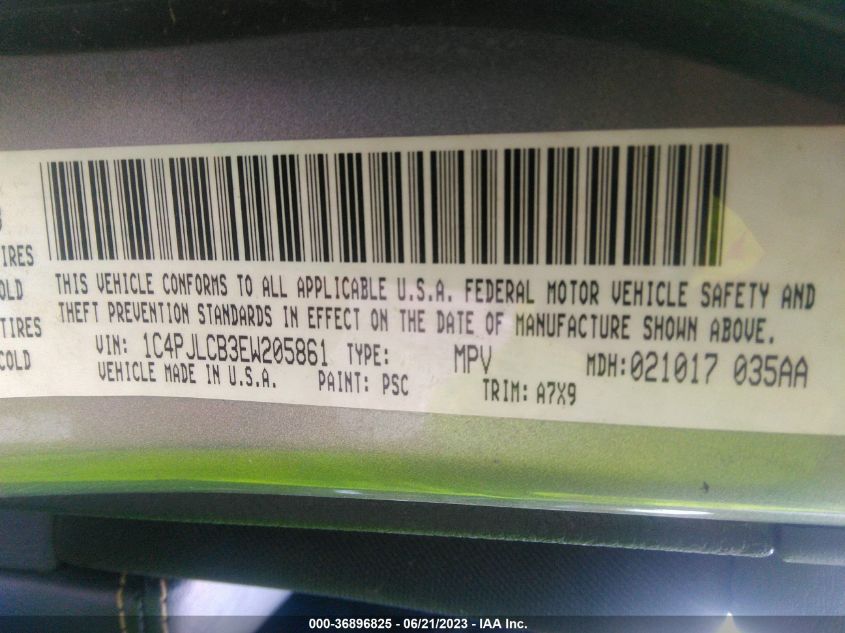 IRES
OLD
TIRES
COLD
THIS VEHICLE CONFORMS TO ALL APPLICABLE U.S.A. FEDERAL MOTOR VEHICLE SAFETY AND
THEFT PREVENTION STANDARDS IN EFFECT ON THE DATE OF MANUFACTURE SHOWN ABOVE.
VIN: 1C4PJLCB3EW205861 TYPE: MPV MDH:021017 035AA
VEHICLE MADE IN U.S.A. PAINT: PSC TRIM: A7X9
000-36896825 - 06/21/2023 - IAA Inc.